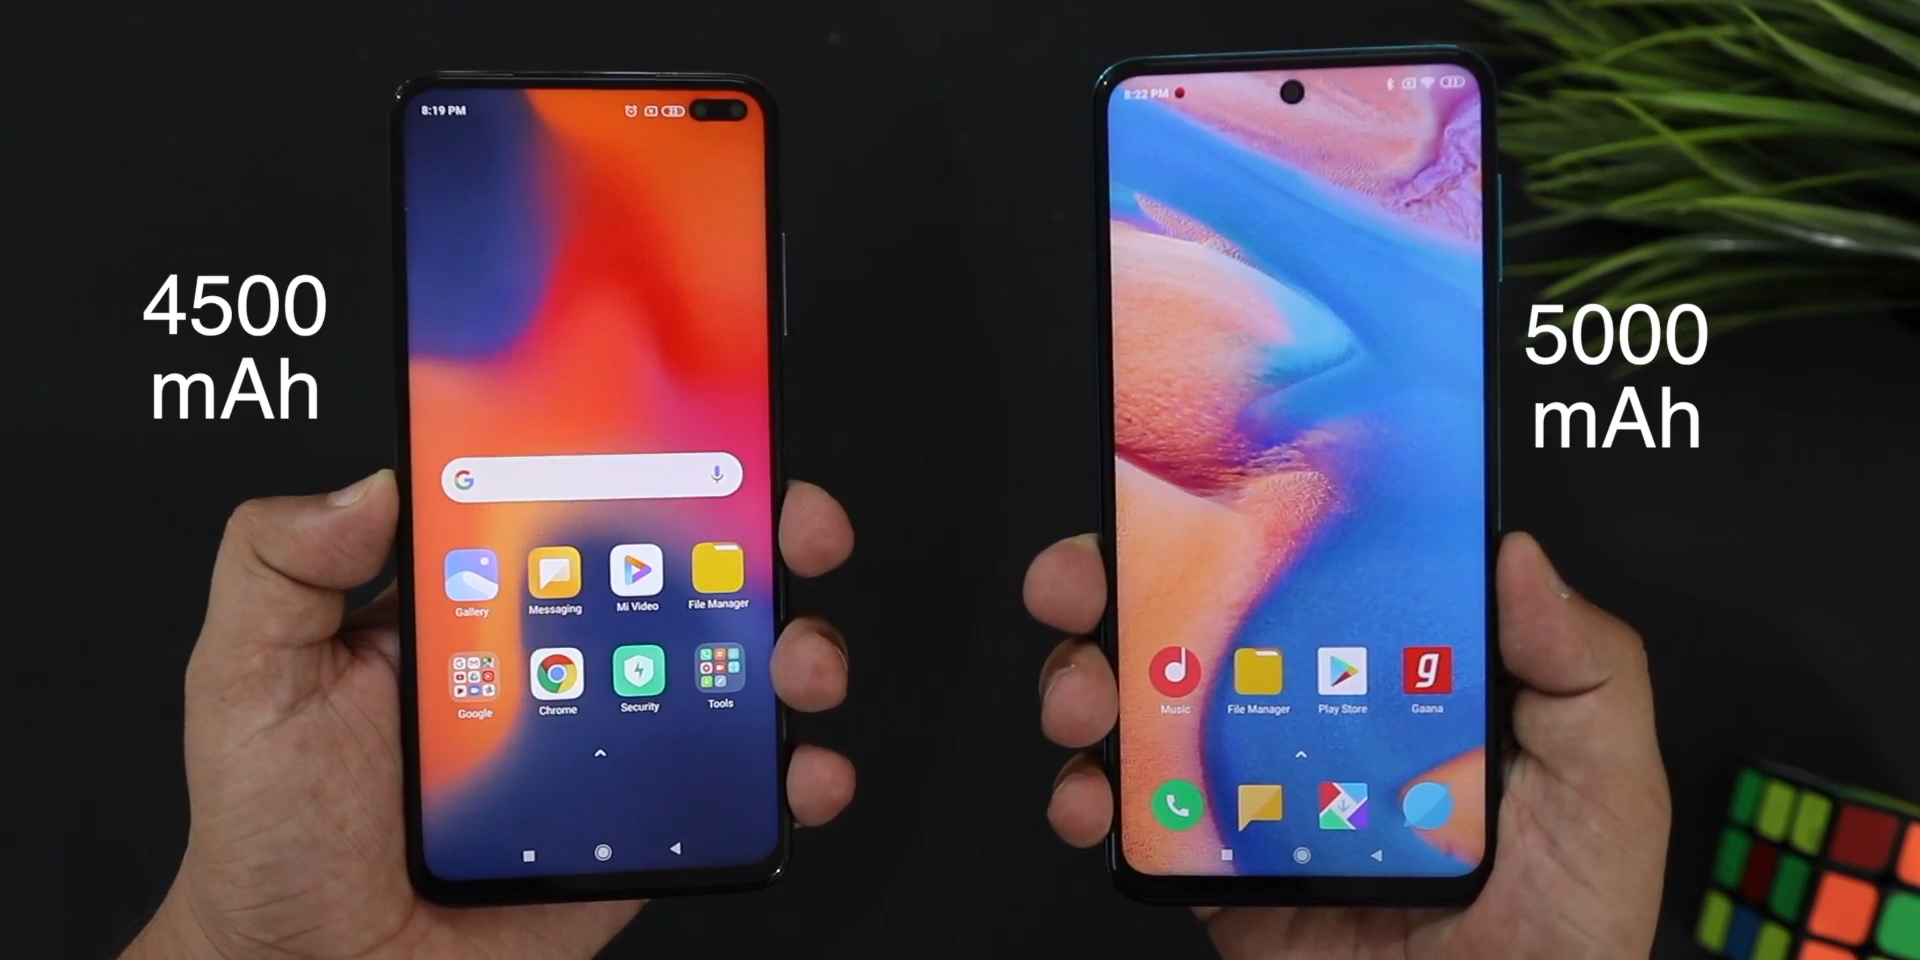 4500
mAh
8:19 PM
Gallery
Messaging
Mi Video
File Manager
Google
Chrome
Security
Tools
8:22 PM
Music
File Manager
Play Store
g
Gaana
5000
mAh